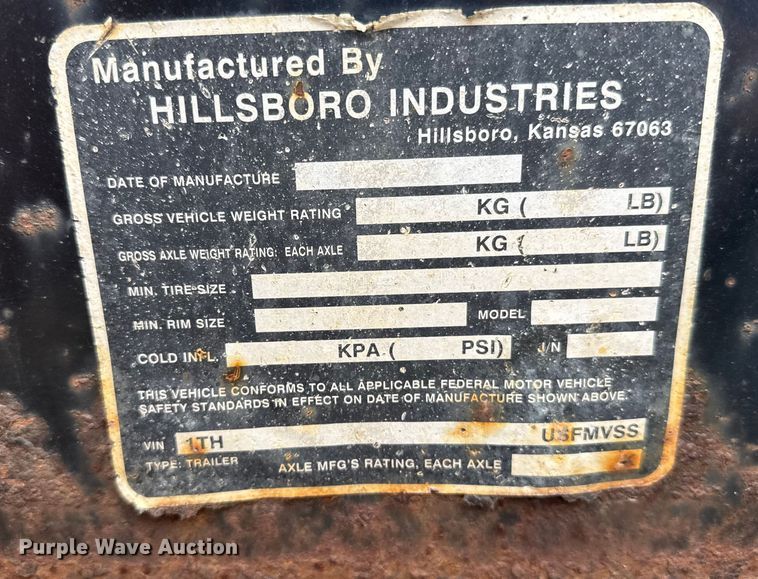 Manufactured By
HILLSBORO INDUSTRIES
Hillsboro, Kansas 67063
DATE OF MANUFACTURE
GROSS VEHICLE WEIGHT RATING KG ( LB)
GROSS AXLE WEIGHT RATING: EACH AXLE KG ( LB)
MIN. TIRE SIZE
MIN. RIM SIZE MODEL
COLD INFL. KPA ( PSI) J/N
THIS VEHICLE CONFORMS TO ALL APPLICABLE FEDERAL MOTOR VEHICLE
SAFETY STANDARDS IN EFFECT ON DATE OF MANUFACTURE SHOWN ABOVE.
VIN 1TH USFMVSS
TYPE: TRAILER AXLE MFG'S RATING, EACH AXLE
Purple Wave Auction